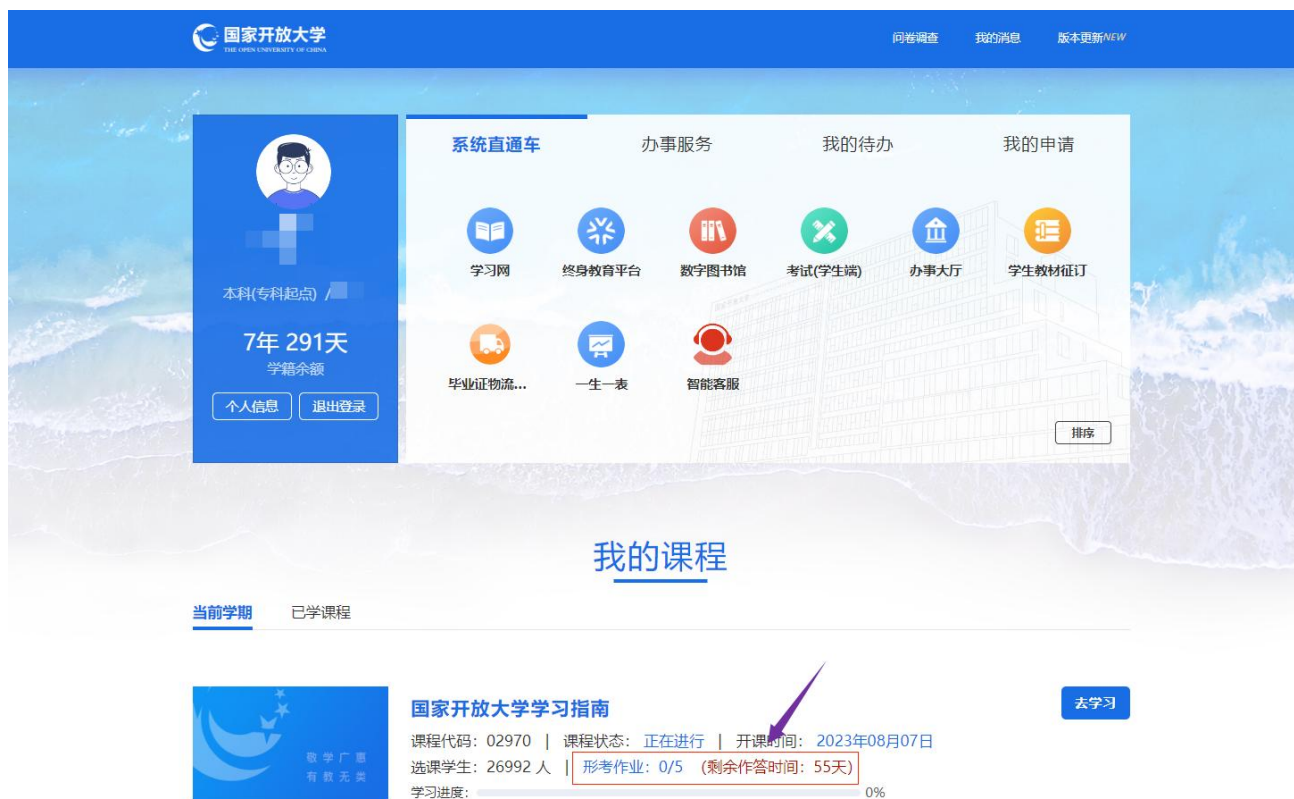 国家开放大学
THE OPEN UNIVERSITY OF CHINA
问卷调查 我的消息 版本更新NEW
系统直通车 办事服务 我的待办 我的申请
学习网 终身教育平台 数字图书馆 考试(学生端) 办事大厅 学生教材征订
本科(专科起点) /
7年 291天
学籍余额
个人信息 退出登录
毕业证物流... 一生一表 智能客服
排序
我的课程
当前学期 已学课程
敬学广惠
有教无类
国家开放大学学习指南
去学习
课程代码：02970 | 课程状态：正在进行 | 开课时间：2023年08月07日
选课学生：26992 人 | 形考作业：0/5 (剩余作答时间：55天)
学习进度： 0%